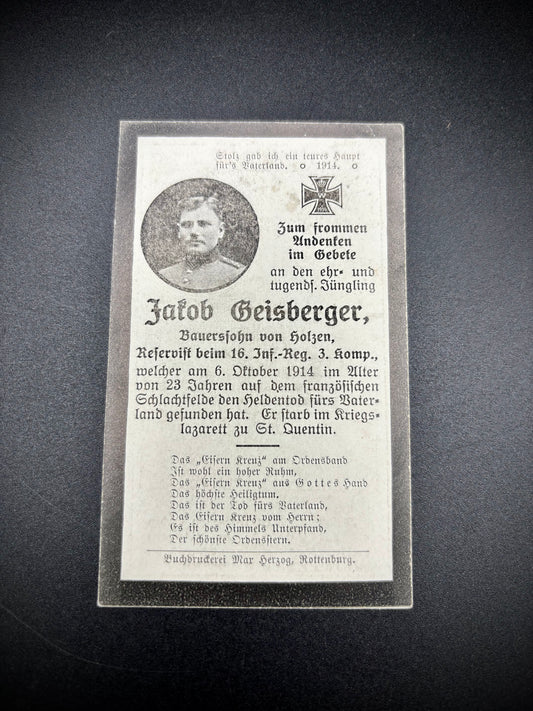 Stolz gab ich ein teures Haupt
für's Vaterland. o 1914. o
Zum frommen
Andenken
im Gebete
an den ehr- und
tugends. Jüngling
Jakob Geisberger,
Bauerssohn von Holzen,
Reservist beim 16. Inf.-Reg. 3. Komp.,
welcher am 6. Oktober 1914 im Alter
von 23 Jahren auf dem französischen
Schlachtfelde den Heldentod fürs Vater-
land gefunden hat. Er starb im Kriegs-
lazarett zu St. Quentin.
Das „Eisern Kreuz" am Ordensband
Ist wohl ein hoher Ruhm,
Das „Eisern Kreuz" aus Gottes Hand
Das höchste Heiligtum.
Das ist der Tod fürs Vaterland,
Das Eisern Kreuz vom Herrn;
Es ist des Himmels Unterpfand,
Der schönste Ordensstern.
Buchdruckerei Max Herzog, Rottenburg.